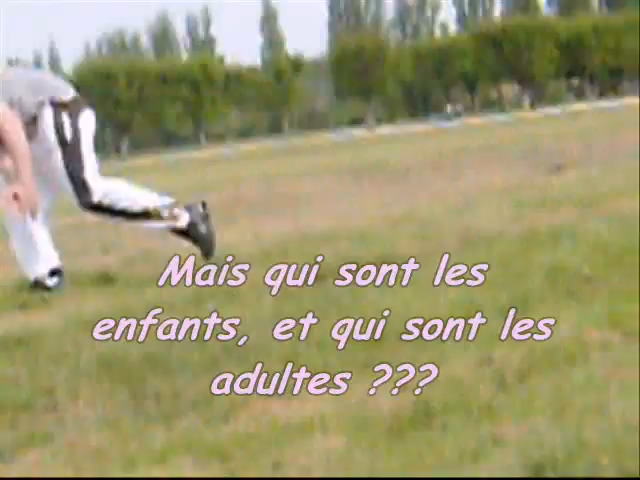 Mais qui sont les
enfants, et qui sont les
adultes ???